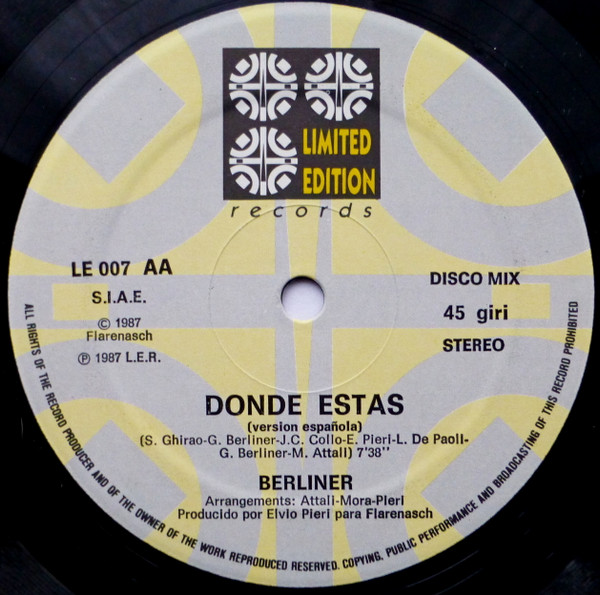 LIMITED
EDITION
records
LE 007 AA
S.I.A.E.
© 1987
Flarenasch
℗ 1987 L.E.R.
DISCO MIX
45 giri
STEREO
DONDE ESTAS
(version española)
(S. Ghirao-G. Berliner-J.C. Collo-E. Pieri-L. De Paoli-
G. Berliner-M. Attali) 7'38''
BERLINER
Arrangements: Attali-Mora-Pieri
Producido por Elvio Pieri para Flarenasch
ALL RIGHTS OF THE RECORD PRODUCER AND OF THE OWNER OF THE WORK REPRODUCED RESERVED. COPYING, PUBLIC PERFORMANCE AND BROADCASTING OF THIS RECORD PROHIBITED